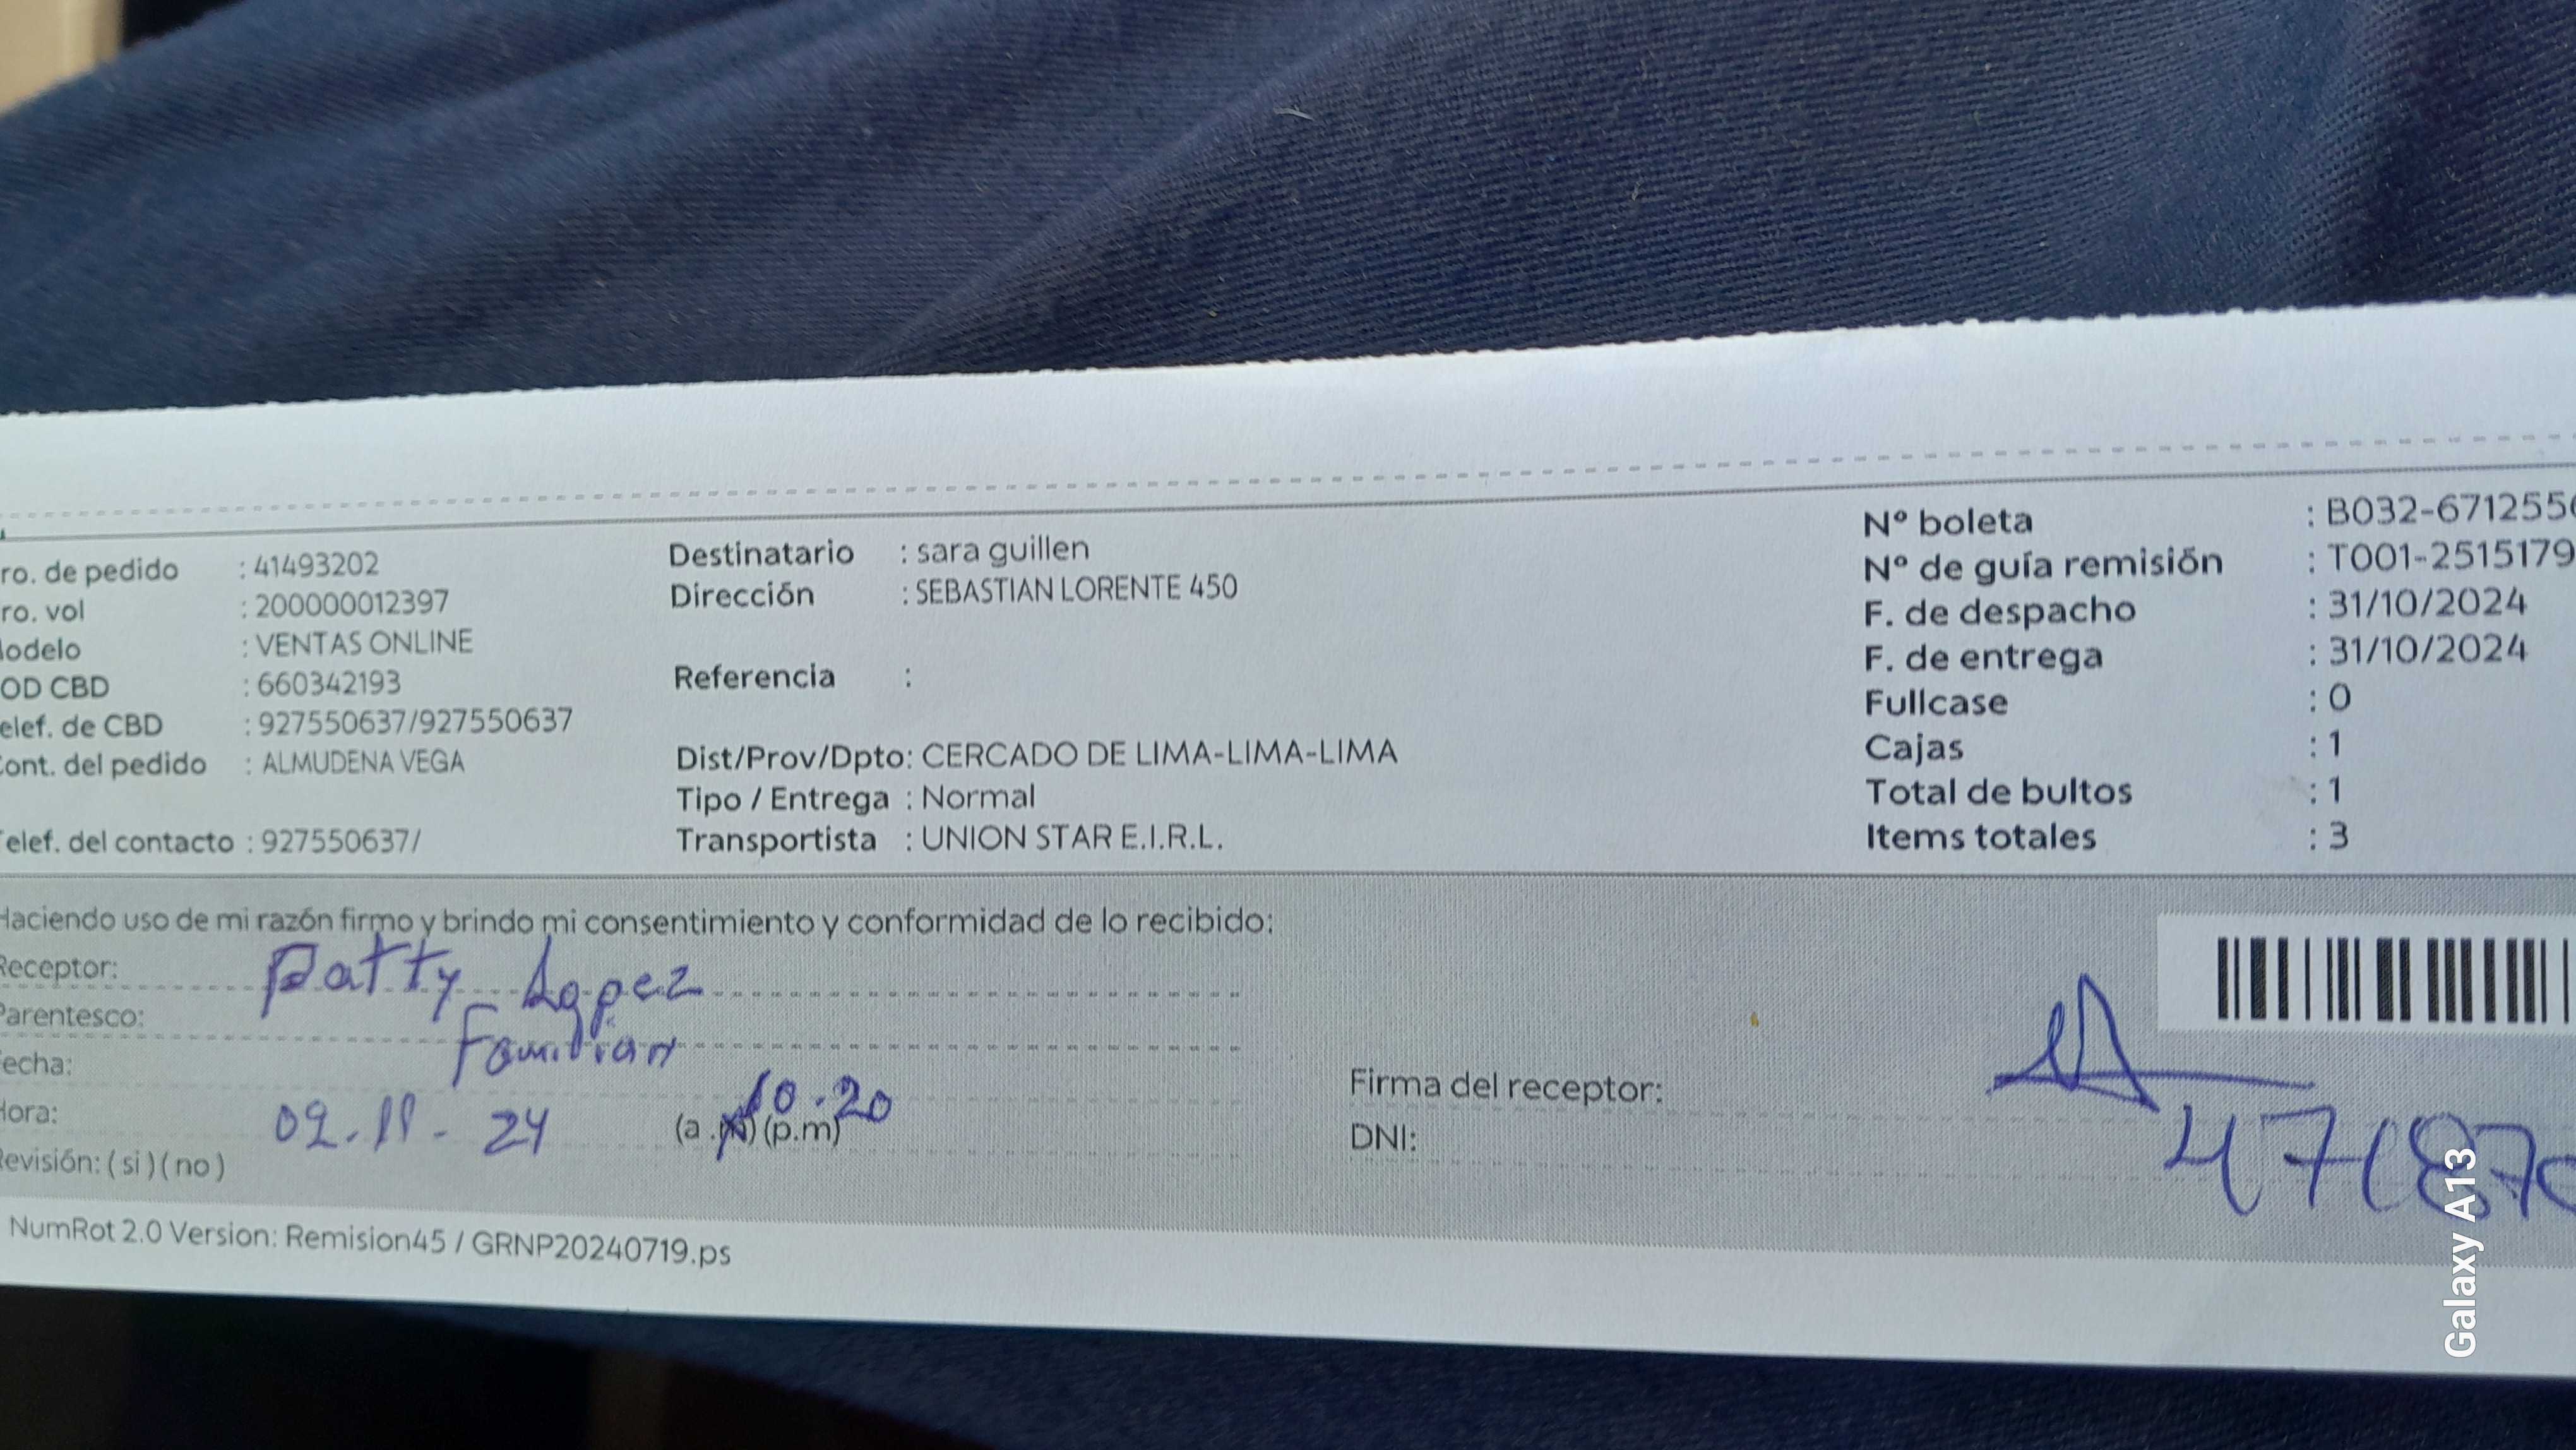 ro. de pedido : 41493202
ro. vol : 200000012397
odelo : VENTAS ONLINE
OD CBD : 660342193
elef. de CBD : 927550637/927550637
ont. del pedido : ALMUDENA VEGA
elef. del contacto : 927550637/
Destinatario : sara guillen
Dirección : SEBASTIAN LORENTE 450
Referencia :
Dist/Prov/Dpto: CERCADO DE LIMA-LIMA-LIMA
Tipo / Entrega : Normal
Transportista : UNION STAR E.I.R.L.
Nº boleta : B032-671255
Nº de guía remisión : T001-2515179
F. de despacho : 31/10/2024
F. de entrega : 31/10/2024
Fullcase : 0
Cajas : 1
Total de bultos : 1
Items totales : 3
Haciendo uso de mi razón firmo y brindo mi consentimiento y conformidad de lo recibido:
Receptor: Patty Lopez
Parentesco: Familiar
echa:
Hora: 02.11.24 (a.m) (p.m) 10.20
Revisión: ( si ) ( no )
Firma del receptor:
DNI: 47187
NumRot 2.0 Version: Remision45 / GRNP20240719.ps
Galaxy A13